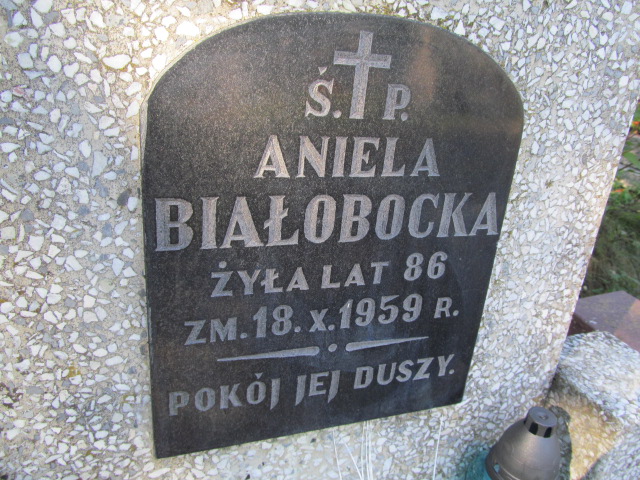 Ś. P.
ANIELA
BIAŁOBOCKA
ŻYŁA LAT 86
ZM. 18. X. 1959 R.
POKÓJ JEJ DUSZY.